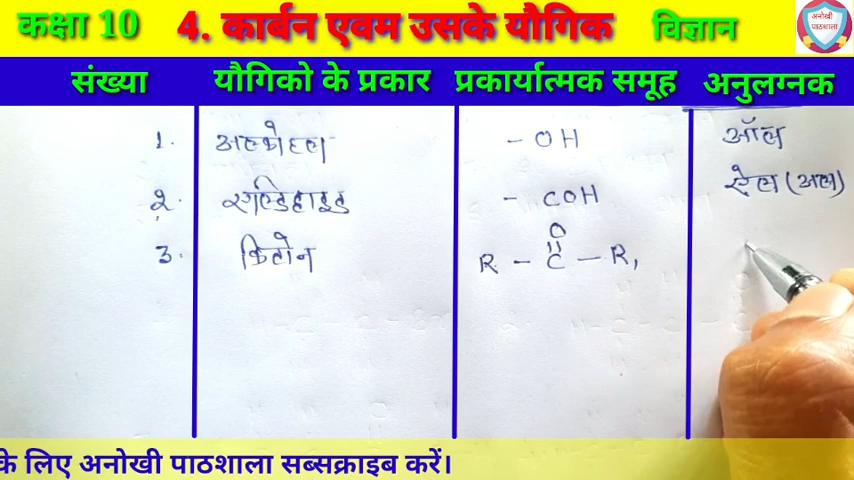 कक्षा 10 4. कार्बन एवम उसके यौगिक विज्ञान
अनोखी
पाठशाला
संख्या यौगिको के प्रकार प्रकार्यात्मक समूह अनुलग्नक
1. अल्कोहल - OH ऑल
२. एल्डिहाइड - COH ऐल (अल)
O
3. किटोन R - C - R,
के लिए अनोखी पाठशाला सब्सक्राइब करें।